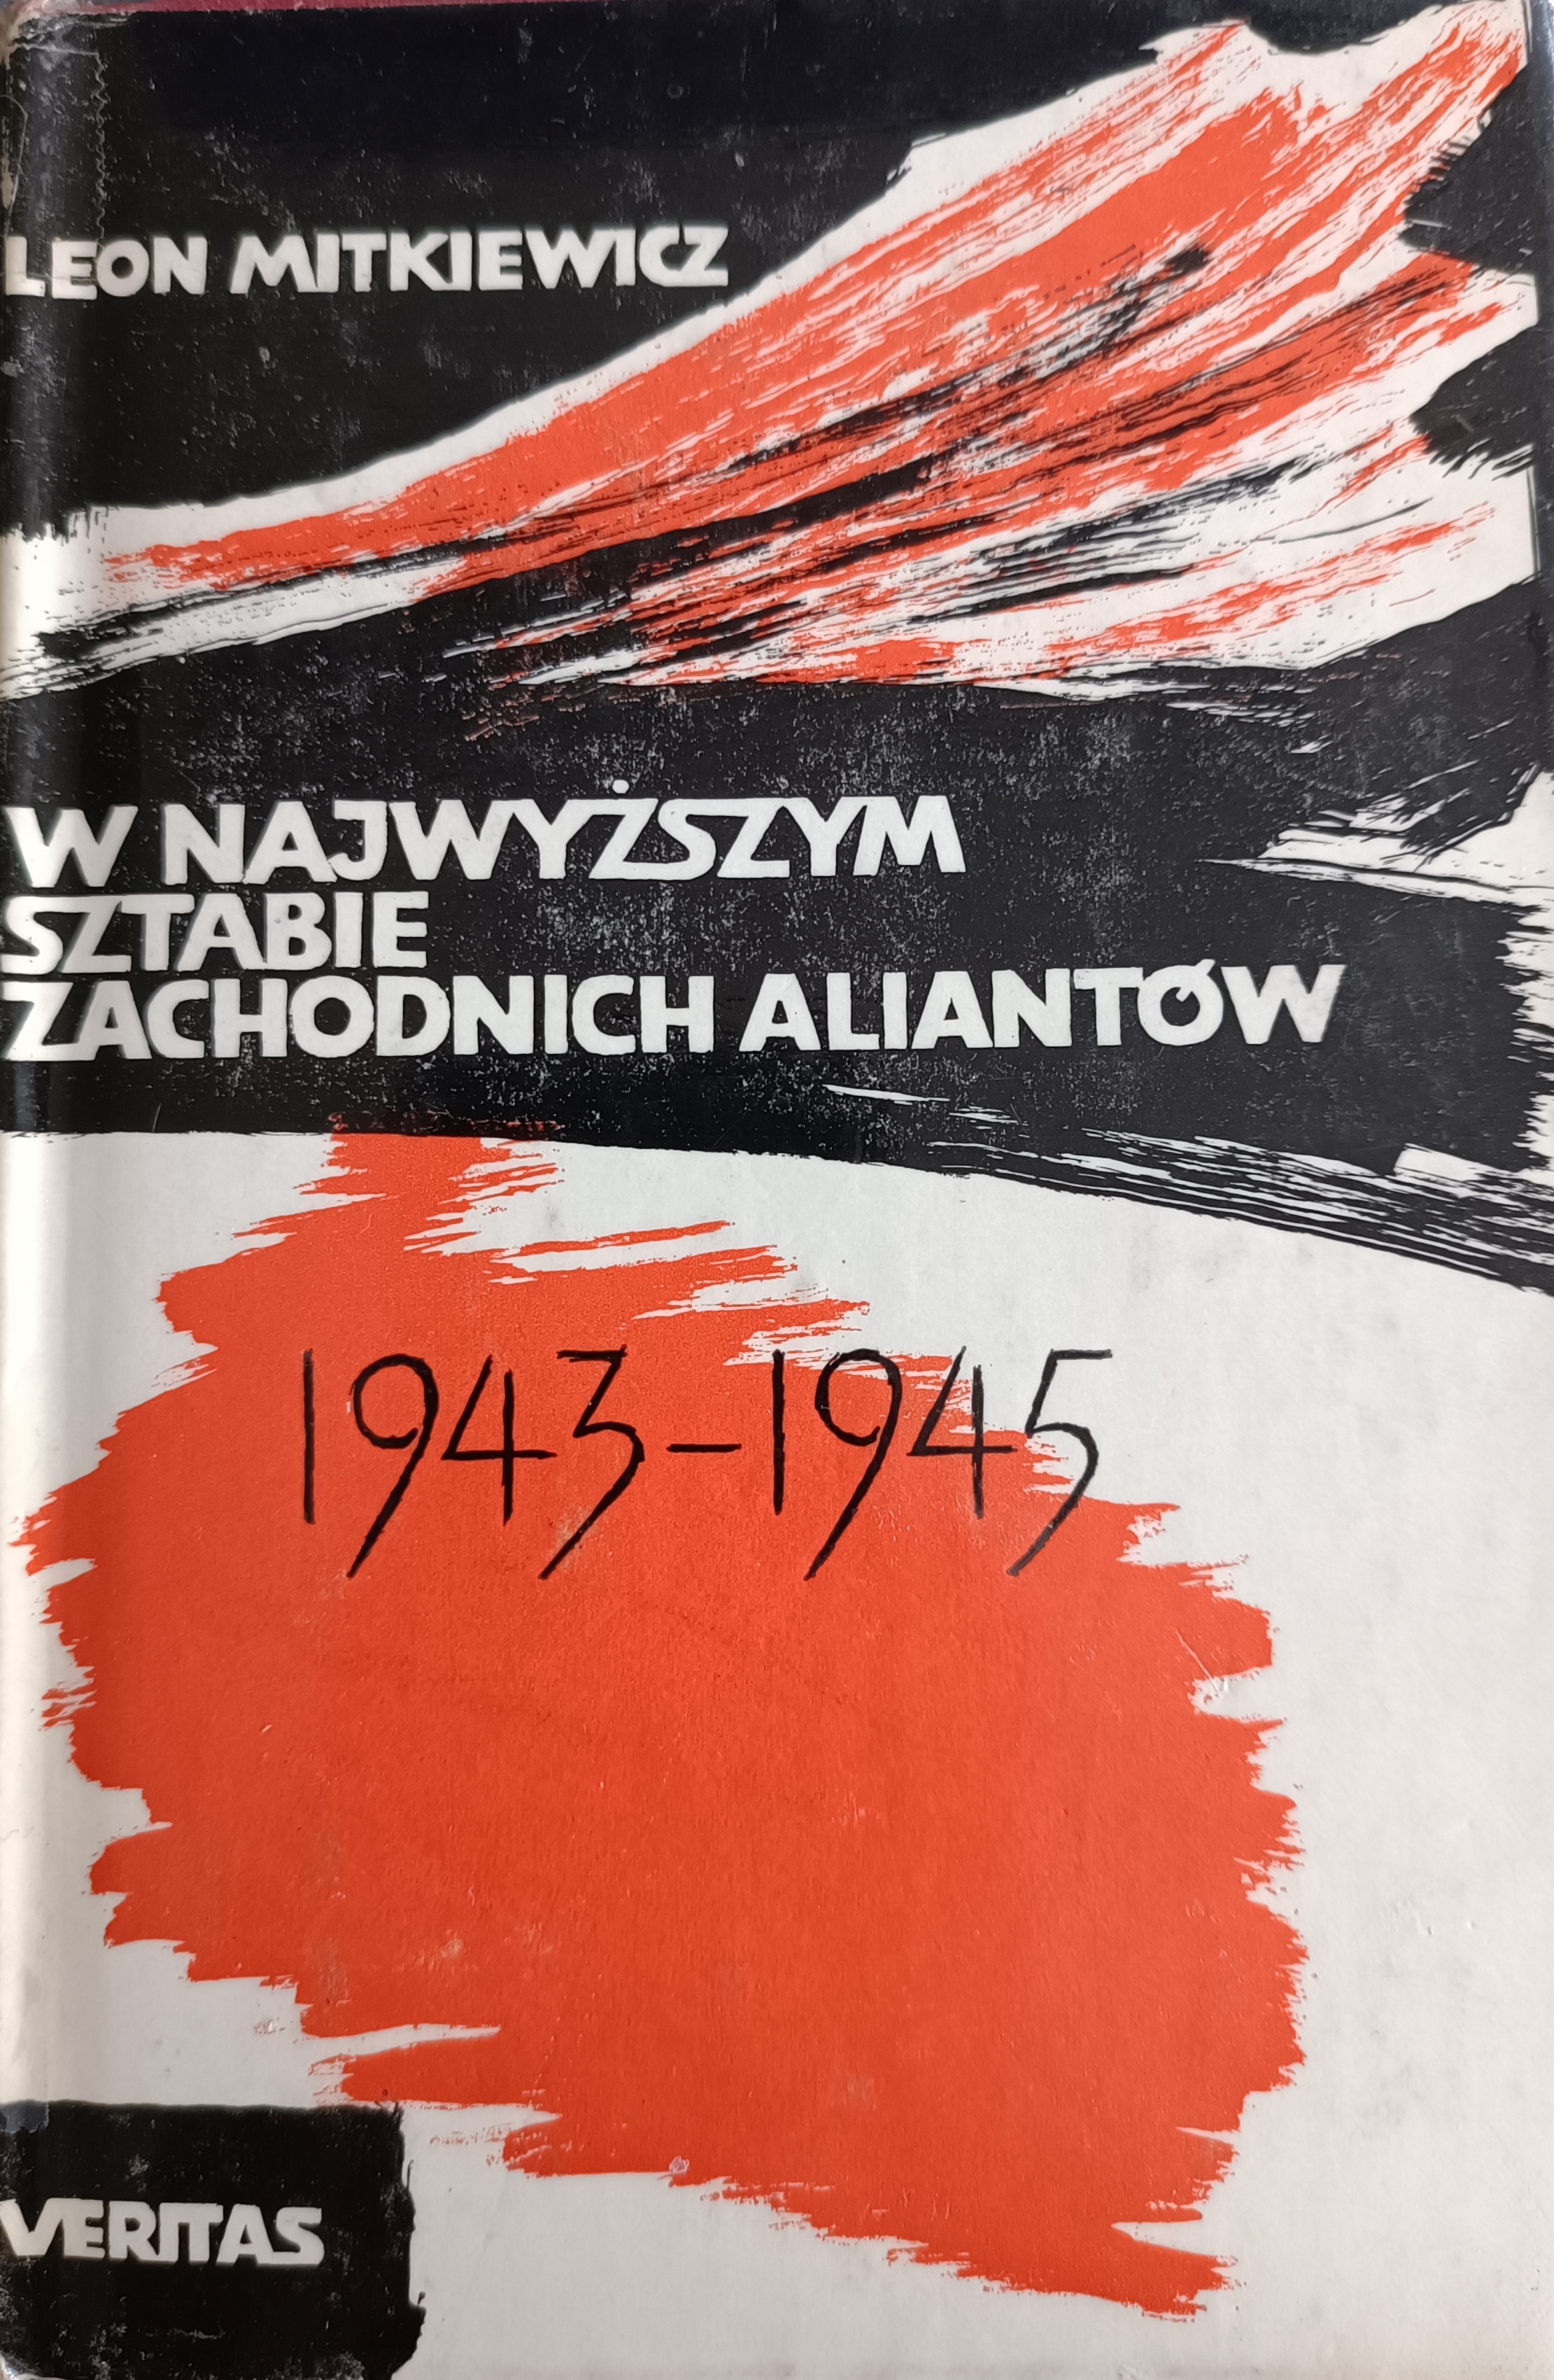 LEON MITKIEWICZ
W NAJWYŻSZYM
SZTABIE
ZACHODNICH ALIANTÓW
1943–1945
VERITAS